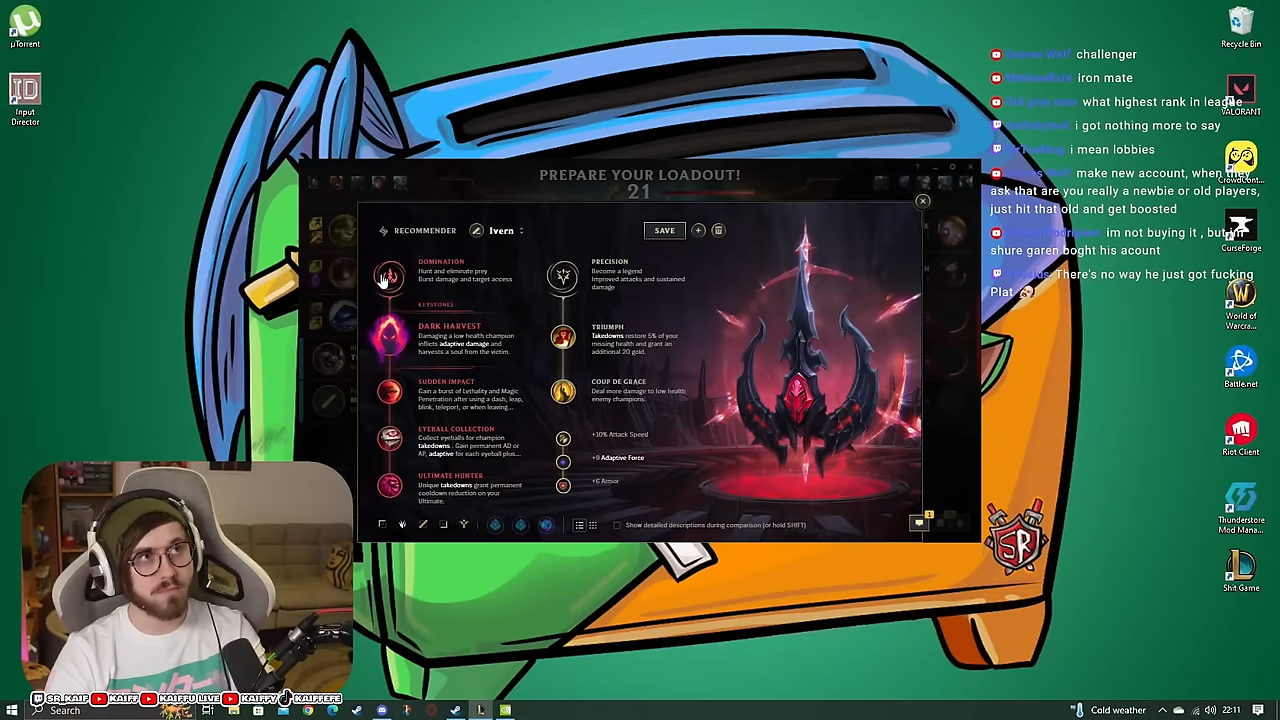 µTorrent
Input
Director
PREPARE YOUR LOADOUT!
21
RECOMMENDER
Ivern
SAVE
DOMINATION
Hunt and eliminate prey
Burst damage and target access
KEYSTONES
DARK HARVEST
Damaging a low health champion
inflicts adaptive damage and
harvests a soul from the victim.
SUDDEN IMPACT
Gain a burst of Lethality and Magic
Penetration after using a dash, leap,
blink, teleport, or when leaving...
EYEBALL COLLECTION
Collect eyeballs for champion
takedowns . Gain permanent AD or
AP, adaptive for each eyeball plus...
ULTIMATE HUNTER
Unique takedowns grant permanent
cooldown reduction on your
Ultimate.
PRECISION
Become a legend
Improved attacks and sustained
damage
TRIUMPH
Takedowns restore 5% of your
missing health and grant an
additional 20 gold.
COUP DE GRACE
Deal more damage to low health
enemy champions.
+10% Attack Speed
+9 Adaptive Force
+6 Armor
Show detailed descriptions during comparison (or hold SHIFT)
1
challenger
iron mate
what highest rank in league
i got nothing more to say
i mean lobbies
make new account, when they
ask that are you really a newbie or old players,
just hit that old and get boosted
im not buying it , but im
shure garen boght his acount
There's no way he just got fucking
Plat
Recycle Bin
VALORANT
CrowdCont...
CurseForge
World of
Warcra...
Battle.net
Riot Client
Thunderstore
Mod Mana...
Shit Game
SR
SR_KAIF
KAIFF
KAIFFU LIVE
Search
Cold weather
22:11